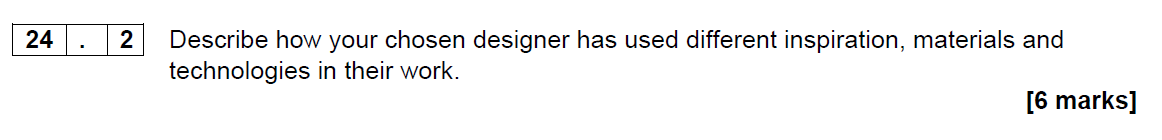 24 . 2 Describe how your chosen designer has used different inspiration, materials and
technologies in their work.
[6 marks]